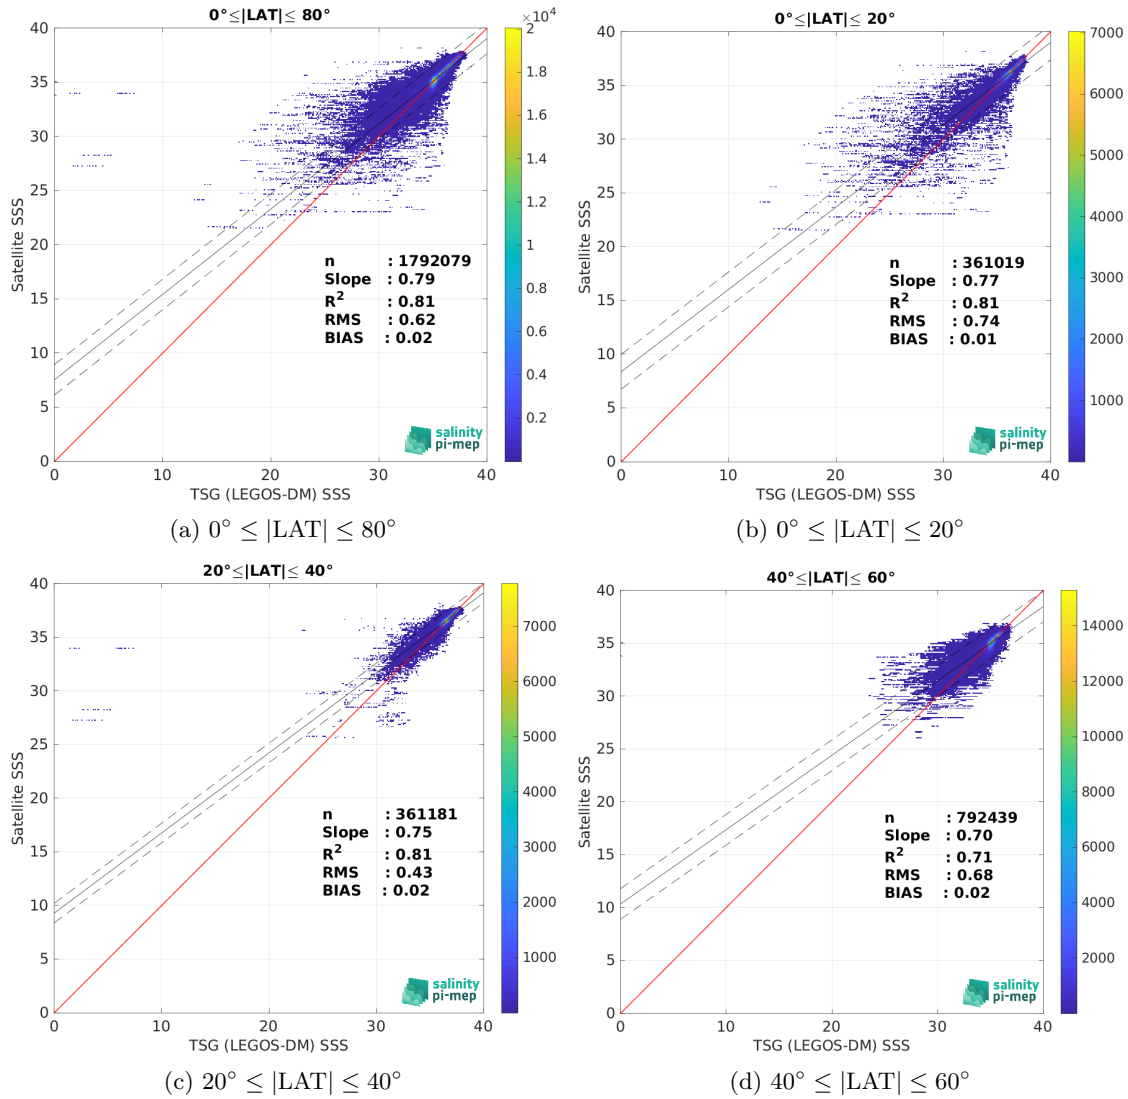 0°≤|LAT|≤ 80°
×10⁴
40
35
30
25
20
15
10
5
0
Satellite SSS
0
10
20
30
40
TSG (LEGOS-DM) SSS
n : 1792079
Slope : 0.79
R² : 0.81
RMS : 0.62
BIAS : 0.02
salinity
pi-mep
2
1.8
1.6
1.4
1.2
1
0.8
0.6
0.4
0.2
(a) 0° ≤ |LAT| ≤ 80°
0°≤|LAT|≤ 20°
40
35
30
25
20
15
10
5
0
Satellite SSS
0
10
20
30
40
TSG (LEGOS-DM) SSS
n : 361019
Slope : 0.77
R² : 0.81
RMS : 0.74
BIAS : 0.01
salinity
pi-mep
7000
6000
5000
4000
3000
2000
1000
(b) 0° ≤ |LAT| ≤ 20°
20°≤|LAT|≤ 40°
40
35
30
25
20
15
10
5
0
Satellite SSS
0
10
20
30
40
TSG (LEGOS-DM) SSS
n : 361181
Slope : 0.75
R² : 0.81
RMS : 0.43
BIAS : 0.02
salinity
pi-mep
7000
6000
5000
4000
3000
2000
1000
(c) 20° ≤ |LAT| ≤ 40°
40°≤|LAT|≤ 60°
40
35
30
25
20
15
10
5
0
Satellite SSS
0
10
20
30
40
TSG (LEGOS-DM) SSS
n : 792439
Slope : 0.70
R² : 0.71
RMS : 0.68
BIAS : 0.02
salinity
pi-mep
14000
12000
10000
8000
6000
4000
2000
0
(d) 40° ≤ |LAT| ≤ 60°